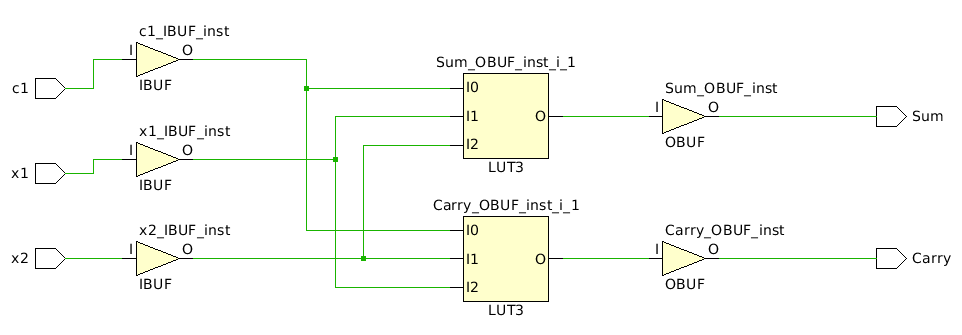 c1_IBUF_inst
I O
c1
IBUF
x1_IBUF_inst
I O
x1
IBUF
x2_IBUF_inst
I O
x2
IBUF
Sum_OBUF_inst_i_1
I0
I1 O
I2
LUT3
Carry_OBUF_inst_i_1
I0
I1 O
I2
LUT3
Sum_OBUF_inst
I O
Sum
OBUF
Carry_OBUF_inst
I O
Carry
OBUF